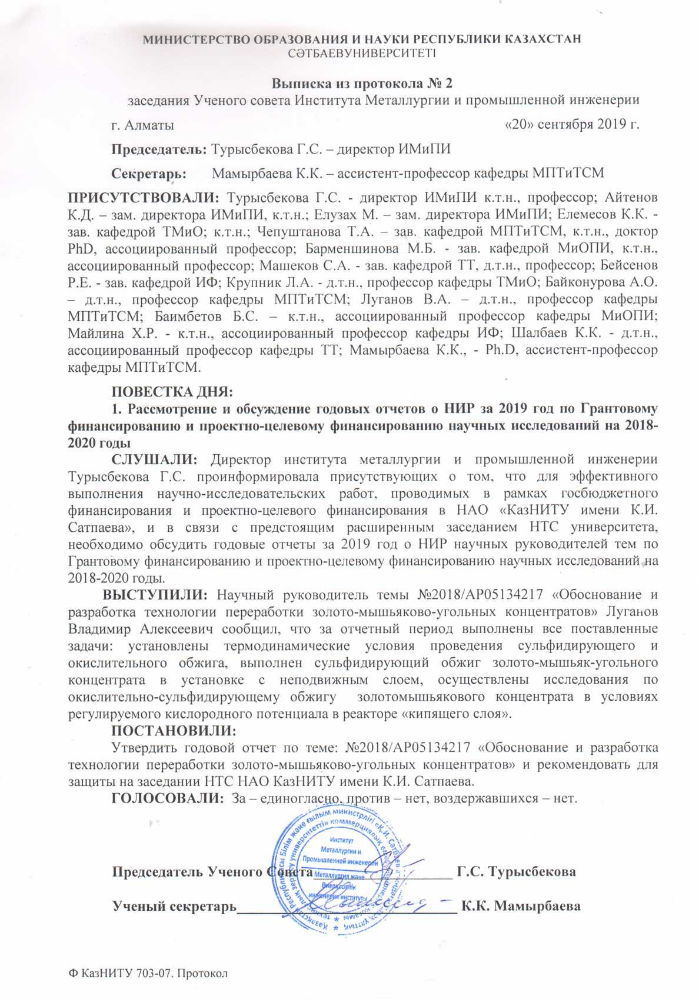 МИНИСТЕРСТВО ОБРАЗОВАНИЯ И НАУКИ РЕСПУБЛИКИ КАЗАХСТАН
СӘТБАЕВУНИВЕРСИТЕТІ
Выписка из протокола № 2
заседания Ученого совета Института Металлургии и промышленной инженерии
г. Алматы «20» сентября 2019 г.
Председатель: Турысбекова Г.С. – директор ИМиПИ
Секретарь: Мамырбаева К.К. – ассистент-профессор кафедры МПТиТСМ
ПРИСУТСТВОВАЛИ: Турысбекова Г.С. - директор ИМиПИ к.т.н., профессор; Айтенов
К.Д. – зам. директора ИМиПИ, к.т.н.; Елузах М. – зам. директора ИМиПИ; Елемесов К.К. -
зав. кафедрой ТМиО; к.т.н.; Чепуштанова Т.А. – зав. кафедрой МПТиТСМ, к.т.н., доктор
PhD, ассоциированный профессор; Барменшинова М.Б. - зав. кафедрой МиОПИ, к.т.н.,
ассоциированный профессор; Машеков С.А. - зав. кафедрой ТТ, д.т.н., профессор; Бейсенов
Р.Е. - зав. кафедрой ИФ; Крупник Л.А. - д.т.н., профессор кафедры ТМиО; Байконурова А.О.
– д.т.н., профессор кафедры МПТиТСМ; Луганов В.А. – д.т.н., профессор кафедры
МПТиТСМ; Баимбетов Б.С. – к.т.н., ассоциированный профессор кафедры МиОПИ;
Майлина Х.Р. - к.т.н., ассоциированный профессор кафедры ИФ; Шалбаев К.К. - д.т.н.,
ассоциированный профессор кафедры ТТ; Мамырбаева К.К., - Ph.D, ассистент-профессор
кафедры МПТиТСМ.
ПОВЕСТКА ДНЯ:
1. Рассмотрение и обсуждение годовых отчетов о НИР за 2019 год по Грантовому
финансированию и проектно-целевому финансированию научных исследований на 2018-
2020 годы
СЛУШАЛИ: Директор института металлургии и промышленной инженерии
Турысбекова Г.С. проинформировала присутствующих о том, что для эффективного
выполнения научно-исследовательских работ, проводимых в рамках госбюджетного
финансирования и проектно-целевого финансирования в НАО «КазНИТУ имени К.И.
Сатпаева», и в связи с предстоящим расширенным заседанием НТС университета,
необходимо обсудить годовые отчеты за 2019 год о НИР научных руководителей тем по
Грантовому финансированию и проектно-целевому финансированию научных исследований на
2018-2020 годы.
ВЫСТУПИЛИ: Научный руководитель темы №2018/АР05134217 «Обоснование и
разработка технологии переработки золото-мышьяково-угольных концентратов» Луганов
Владимир Алексеевич сообщил, что за отчетный период выполнены все поставленные
задачи: установлены термодинамические условия проведения сульфидирующего и
окислительного обжига, выполнен сульфидирующий обжиг золото-мышьяк-угольного
концентрата в установке с неподвижным слоем, осуществлены исследования по
окислительно-сульфидирующему обжигу золотомышьякового концентрата в условиях
регулируемого кислородного потенциала в реакторе «кипящего слоя».
ПОСТАНОВИЛИ:
Утвердить годовой отчет по теме: №2018/АР05134217 «Обоснование и разработка
технологии переработки золото-мышьяково-угольных концентратов» и рекомендовать для
защиты на заседании НТС НАО КазНИТУ имени К.И. Сатпаева.
ГОЛОСОВАЛИ: За – единогласно, против – нет, воздержавшихся – нет.
Институт
Металлургии и
Промышленной инженерии
Металлургия және
Өнеркәсіптік
инженерия институты
Председатель Ученого Совета Г.С. Турысбекова
Ученый секретарь К.К. Мамырбаева
Ф КазНИТУ 703-07. Протокол